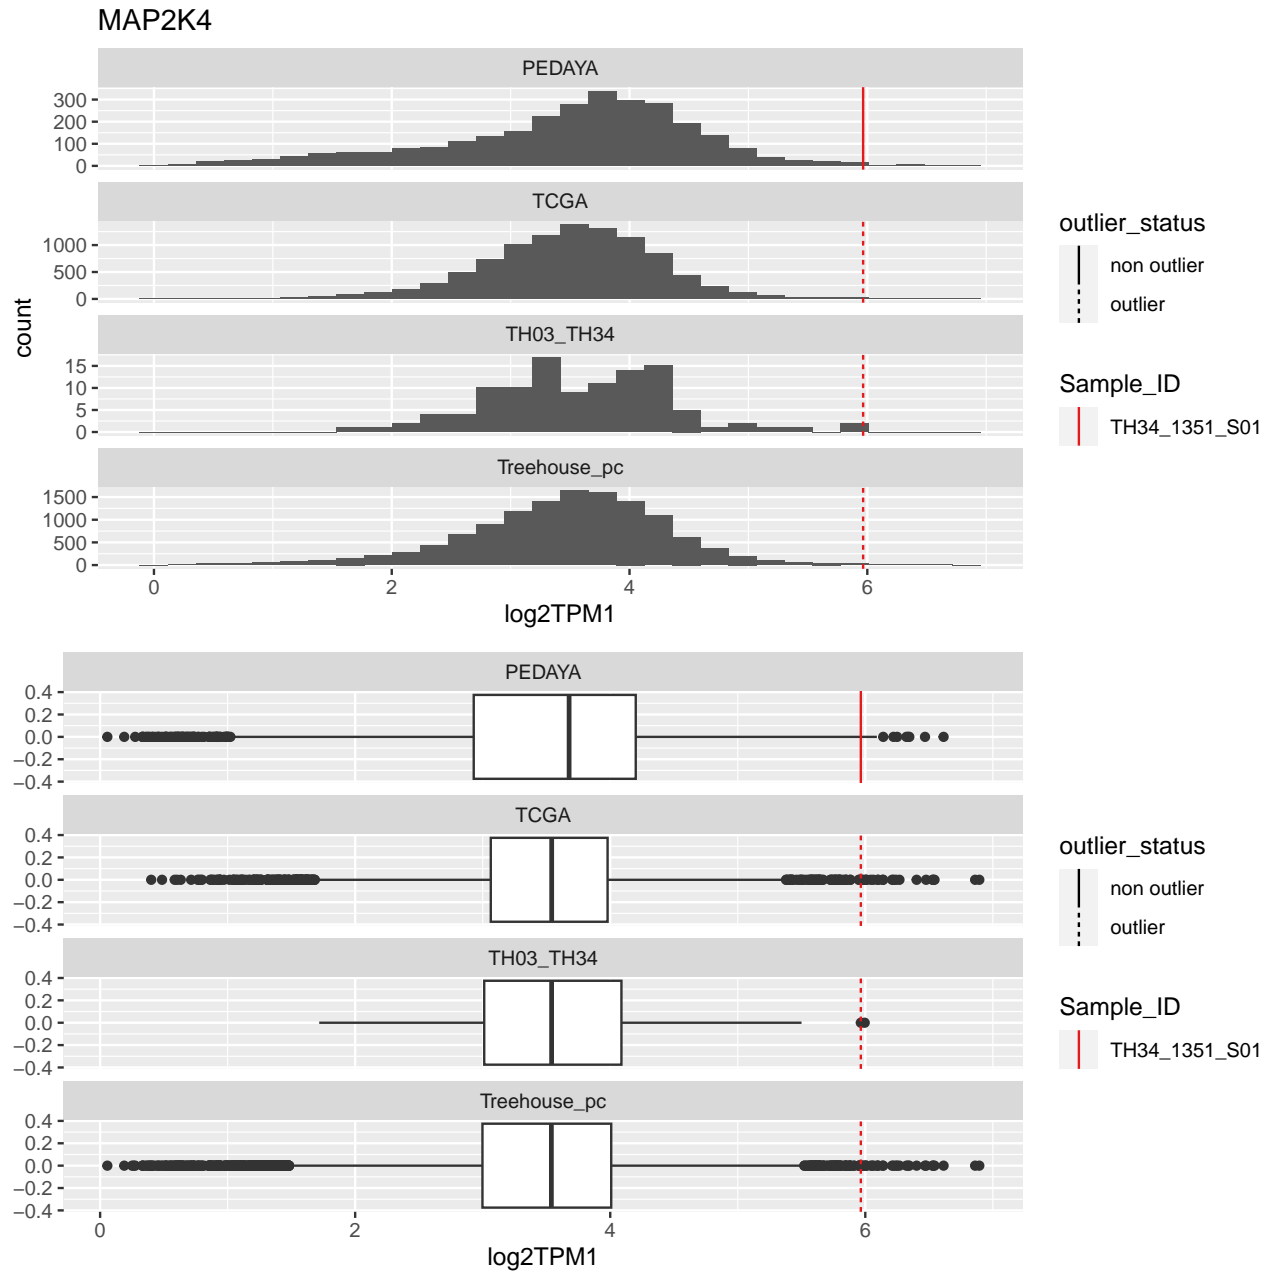 MAP2K4
PEDAYA
300
200
100
0
TCGA
1000
500
0
TH03_TH34
15
10
5
0
Treehouse_pc
1500
1000
500
0
0 2 4 6
log2TPM1
count
outlier_status
non outlier
outlier
Sample_ID
TH34_1351_S01
PEDAYA
0.4
0.2
0.0
−0.2
−0.4
TCGA
0.4
0.2
0.0
−0.2
−0.4
TH03_TH34
0.4
0.2
0.0
−0.2
−0.4
Treehouse_pc
0.4
0.2
0.0
−0.2
−0.4
0 2 4 6
log2TPM1
outlier_status
non outlier
outlier
Sample_ID
TH34_1351_S01